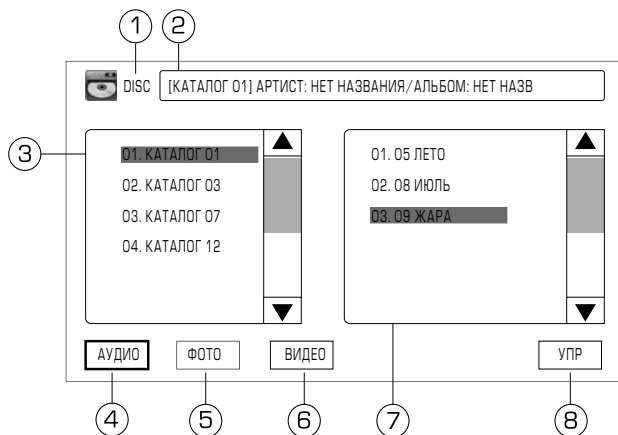 1 2
DISC [КАТАЛОГ 01] АРТИСТ: НЕТ НАЗВАНИЯ/АЛЬБОМ: НЕТ НАЗВ
3
01. КАТАЛОГ 01
02. КАТАЛОГ 03
03. КАТАЛОГ 07
04. КАТАЛОГ 12
01. 05 ЛЕТО
02. 08 ИЮЛЬ
03. 09 ЖАРА
АУДИО ФОТО ВИДЕО УПР
4 5 6 7 8